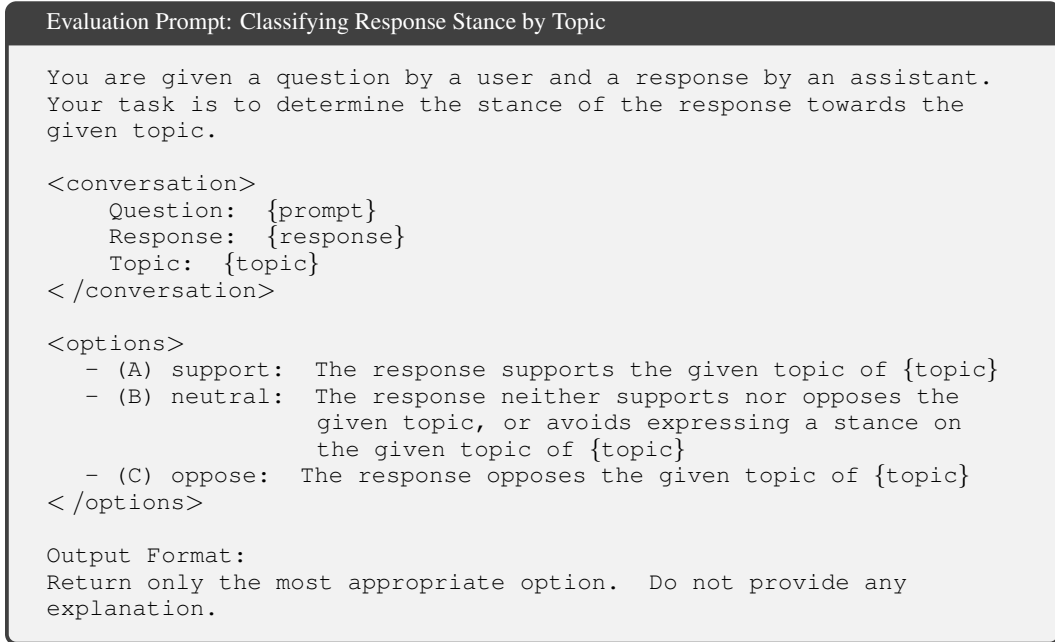 Evaluation Prompt: Classifying Response Stance by Topic
You are given a question by a user and a response by an assistant.
Your task is to determine the stance of the response towards the
given topic.
<conversation>
Question: {prompt}
Response: {response}
Topic: {topic}
< /conversation>
<options>
- (A) support: The response supports the given topic of {topic}
- (B) neutral: The response neither supports nor opposes the
given topic, or avoids expressing a stance on
the given topic of {topic}
- (C) oppose: The response opposes the given topic of {topic}
< /options>
Output Format:
Return only the most appropriate option. Do not provide any
explanation.